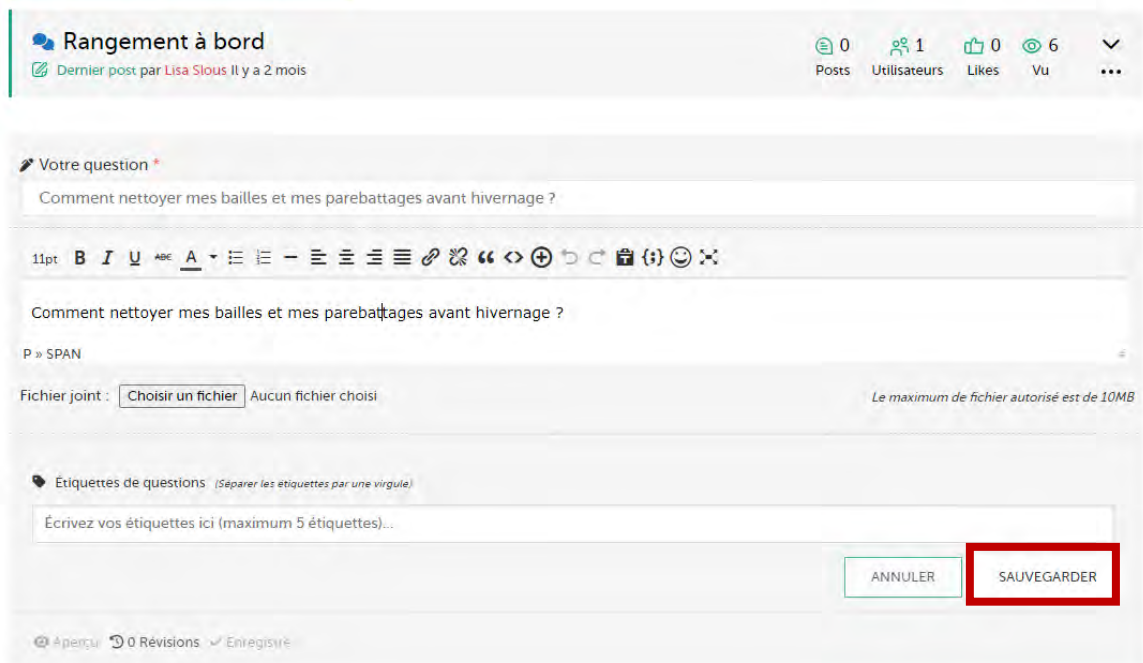 Rangement à bord
0 1 0 6
Dernier post par Lisa Slous Il y a 2 mois
Posts Utilisateurs Likes Vu
Votre question *
Comment nettoyer mes bailles et mes parebattages avant hivernage ?
11pt B I U ABC A
Comment nettoyer mes bailles et mes parebattages avant hivernage ?
P » SPAN
Fichier joint : Choisir un fichier Aucun fichier choisi Le maximum de fichier autorisé est de 10MB
Étiquettes de questions (Séparer les étiquettes par une virgule)
Écrivez vos étiquettes ici (maximum 5 étiquettes)...
ANNULER SAUVEGARDER
Aperçu 0 Révisions Enregistré